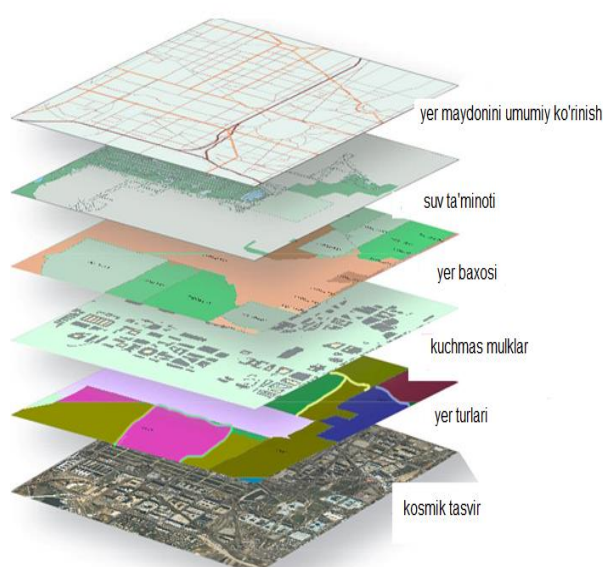 yer maydonini umumiy ko'rinish
suv ta'minoti
yer baxosi
kuchmas mulklar
yer turlari
kosmik tasvir